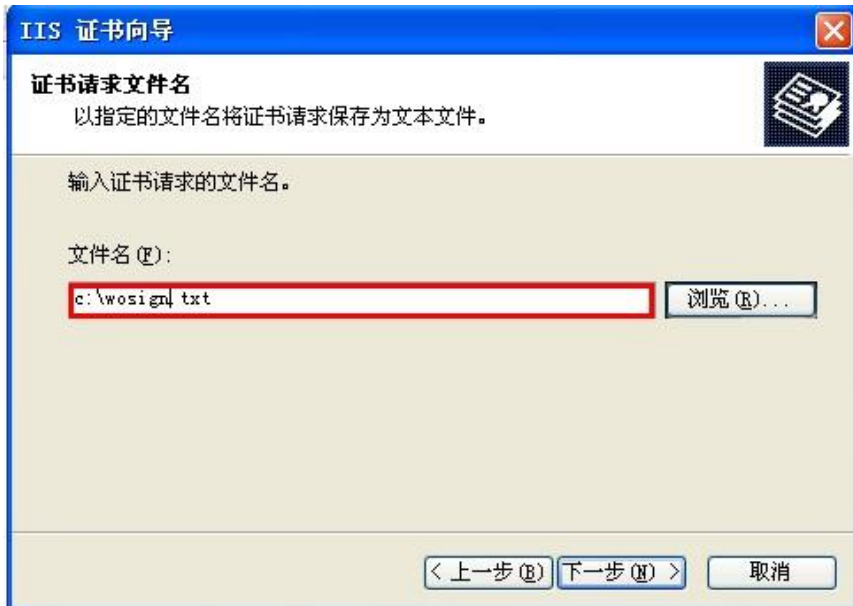 IIS 证书向导
证书请求文件名
以指定的文件名将证书请求保存为文本文件。
输入证书请求的文件名。
文件名(F):
c:\wosign.txt
浏览(R)...
< 上一步(B) 下一步(N) > 取消